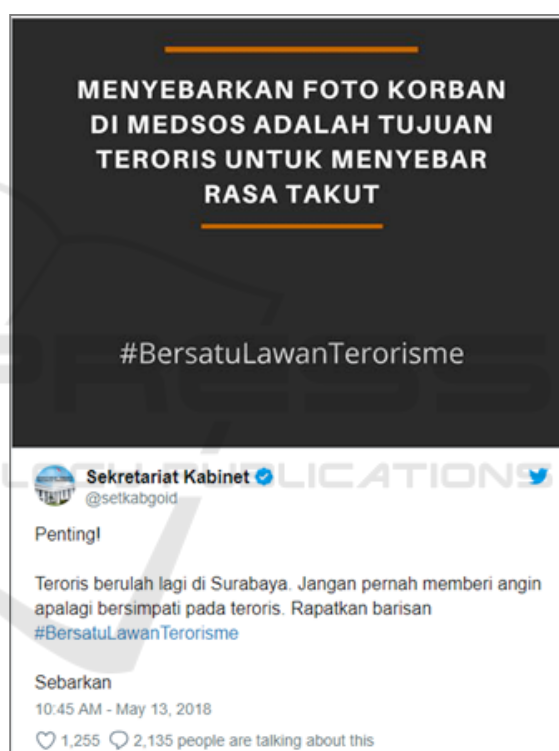 MENYEBARKAN FOTO KORBAN
DI MEDSOS ADALAH TUJUAN
TERORIS UNTUK MENYEBAR
RASA TAKUT
#BersatuLawanTerorisme
Sekretariat Kabinet
@setkabgoid
Penting!
Teroris berulah lagi di Surabaya. Jangan pernah memberi angin
apalagi bersimpati pada teroris. Rapatkan barisan
#BersatuLawanTerorisme
Sebarkan
10:45 AM - May 13, 2018
1,255 2,135 people are talking about this